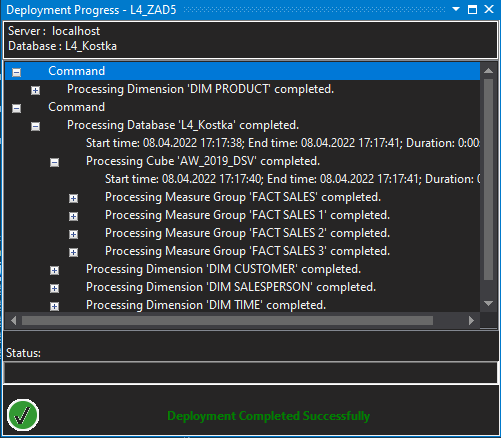 Deployment Progress - L4_ZAD5
Server : localhost
Database : L4_Kostka
Command
Processing Dimension 'DIM PRODUCT' completed.
Command
Processing Database 'L4_Kostka' completed.
Start time: 08.04.2022 17:17:38; End time: 08.04.2022 17:17:41; Duration: 0:00:
Processing Cube 'AW_2019_DSV' completed.
Start time: 08.04.2022 17:17:40; End time: 08.04.2022 17:17:41; Duration: 0
Processing Measure Group 'FACT SALES' completed.
Processing Measure Group 'FACT SALES 1' completed.
Processing Measure Group 'FACT SALES 2' completed.
Processing Measure Group 'FACT SALES 3' completed.
Processing Dimension 'DIM CUSTOMER' completed.
Processing Dimension 'DIM SALESPERSON' completed.
Processing Dimension 'DIM TIME' completed.
Status:
Deployment Completed Successfully